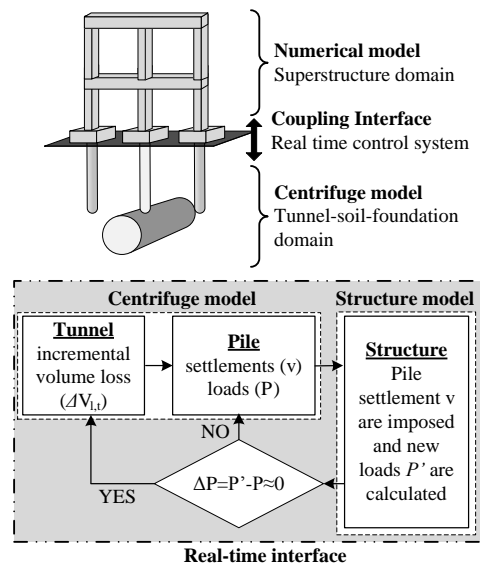 Numerical model
Superstructure domain
Coupling Interface
Real time control system
Centrifuge model
Tunnel-soil-foundation
domain
Centrifuge model
Structure model
Tunnel
incremental
volume loss
(ΔVl,t)
Pile
settlements (v)
loads (P)
Structure
Pile
settlement v
are imposed
and new
loads P’ are
calculated
NO
YES
ΔP=P’-P≈0
Real-time interface